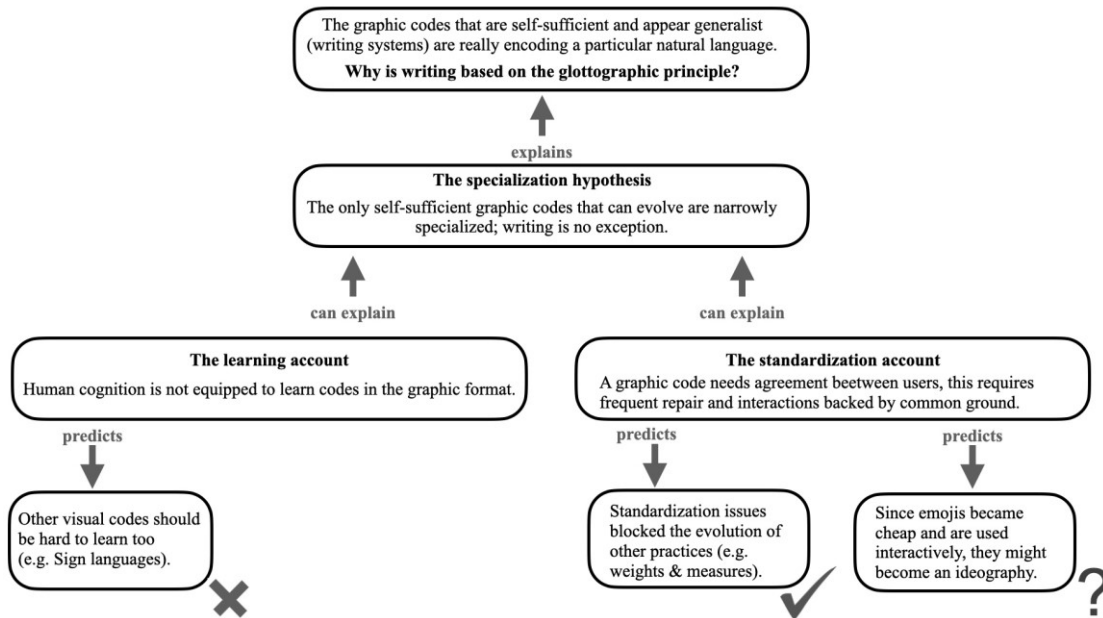 The graphic codes that are self-sufficient and appear generalist
(writing systems) are really encoding a particular natural language.
Why is writing based on the glottographic principle?
explains
The specialization hypothesis
The only self-sufficient graphic codes that can evolve are narrowly
specialized; writing is no exception.
can explain
can explain
The learning account
Human cognition is not equipped to learn codes in the graphic format.
The standardization account
A graphic code needs agreement beetween users, this requires
frequent repair and interactions backed by common ground.
predicts
predicts
predicts
Other visual codes should
be hard to learn too
(e.g. Sign languages).
Standardization issues
blocked the evolution of
other practices (e.g.
weights & measures).
Since emojis became
cheap and are used
interactively, they might
become an ideography.
?